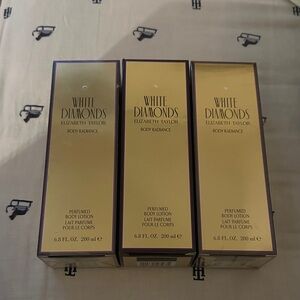 WHITE
DIAMONDS
ELIZABETH TAYLOR
BODY RADIANCE
PERFUMED
BODY LOTION
LAIT PARFUME
POUR LE CORPS
6.8 FL. OZ. 200 ml ℮
WHITE
DIAMONDS
ELIZABETH TAYLOR
BODY RADIANCE
PERFUMED
BODY LOTION
LAIT PARFUME
POUR LE CORPS
6.8 FL. OZ. 200 ml ℮
WHITE
DIAMONDS
ELIZABETH TAYLOR
BODY RADIANCE
PERFUMED
BODY LOTION
LAIT PARFUME
POUR LE CORPS
6.8 FL. OZ. 200 ml ℮